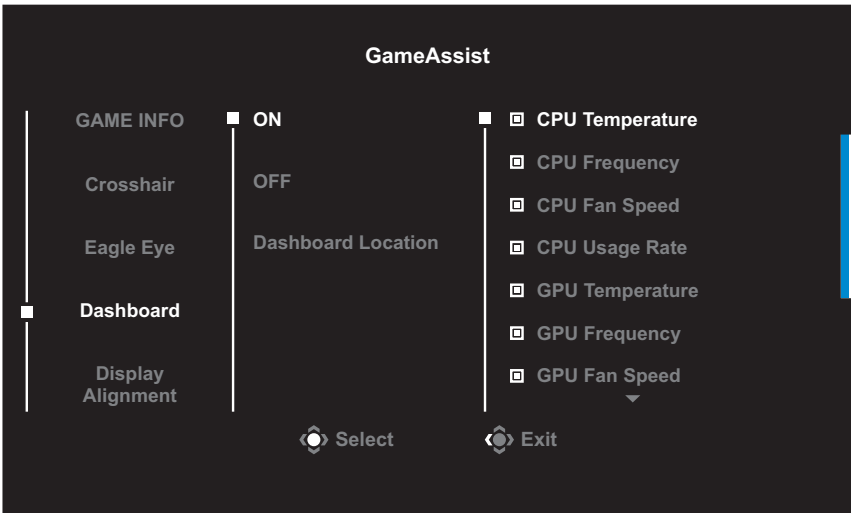 GameAssist
GAME INFO
Crosshair
Eagle Eye
Dashboard
Display
Alignment
ON
OFF
Dashboard Location
CPU Temperature
CPU Frequency
CPU Fan Speed
CPU Usage Rate
GPU Temperature
GPU Frequency
GPU Fan Speed
Select
Exit